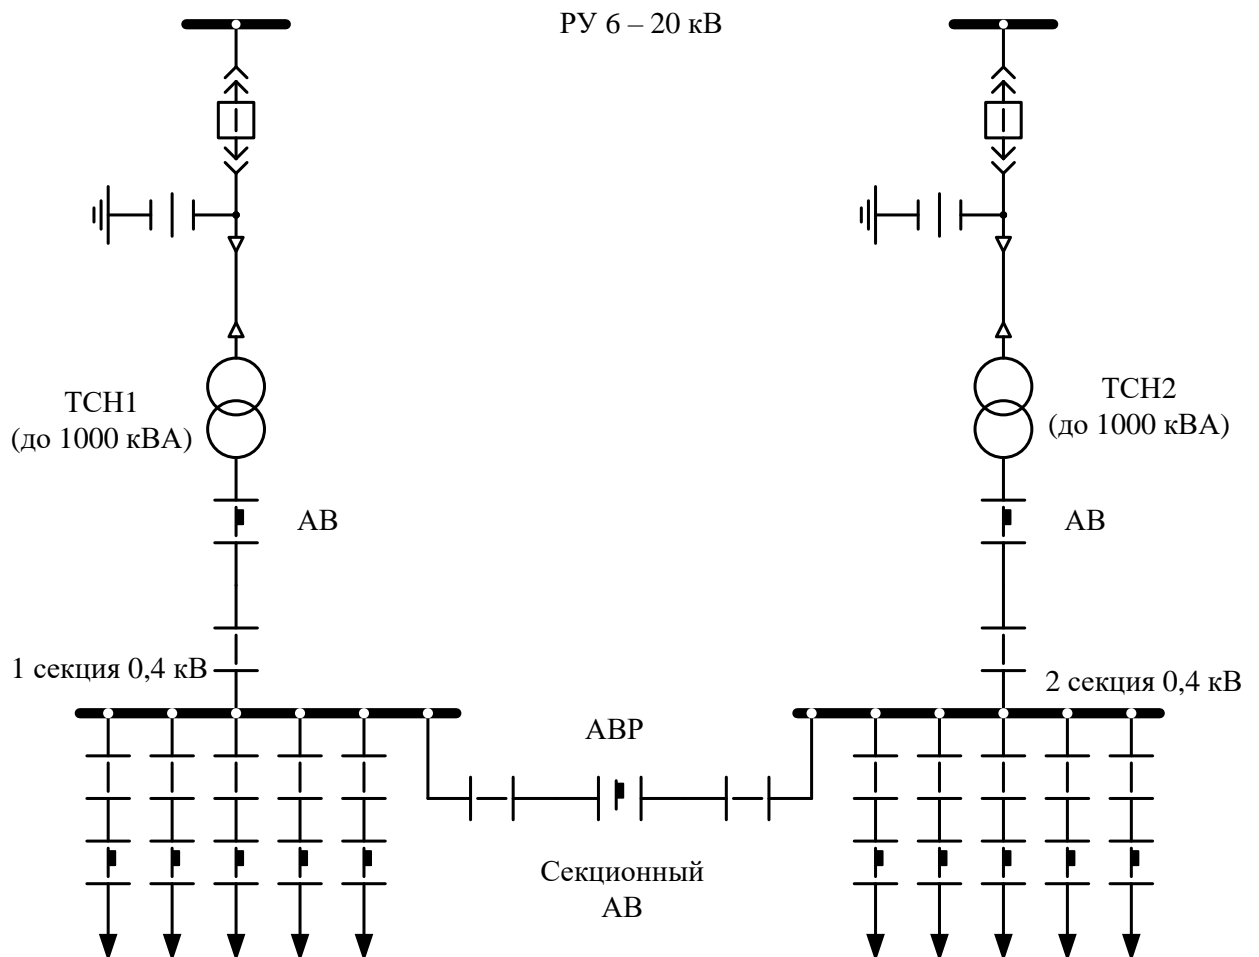 РУ 6 – 20 кВ
ТСН1
(до 1000 кВА)
ТСН2
(до 1000 кВА)
АВ
АВ
1 секция 0,4 кВ
2 секция 0,4 кВ
АВР
Секционный
АВ